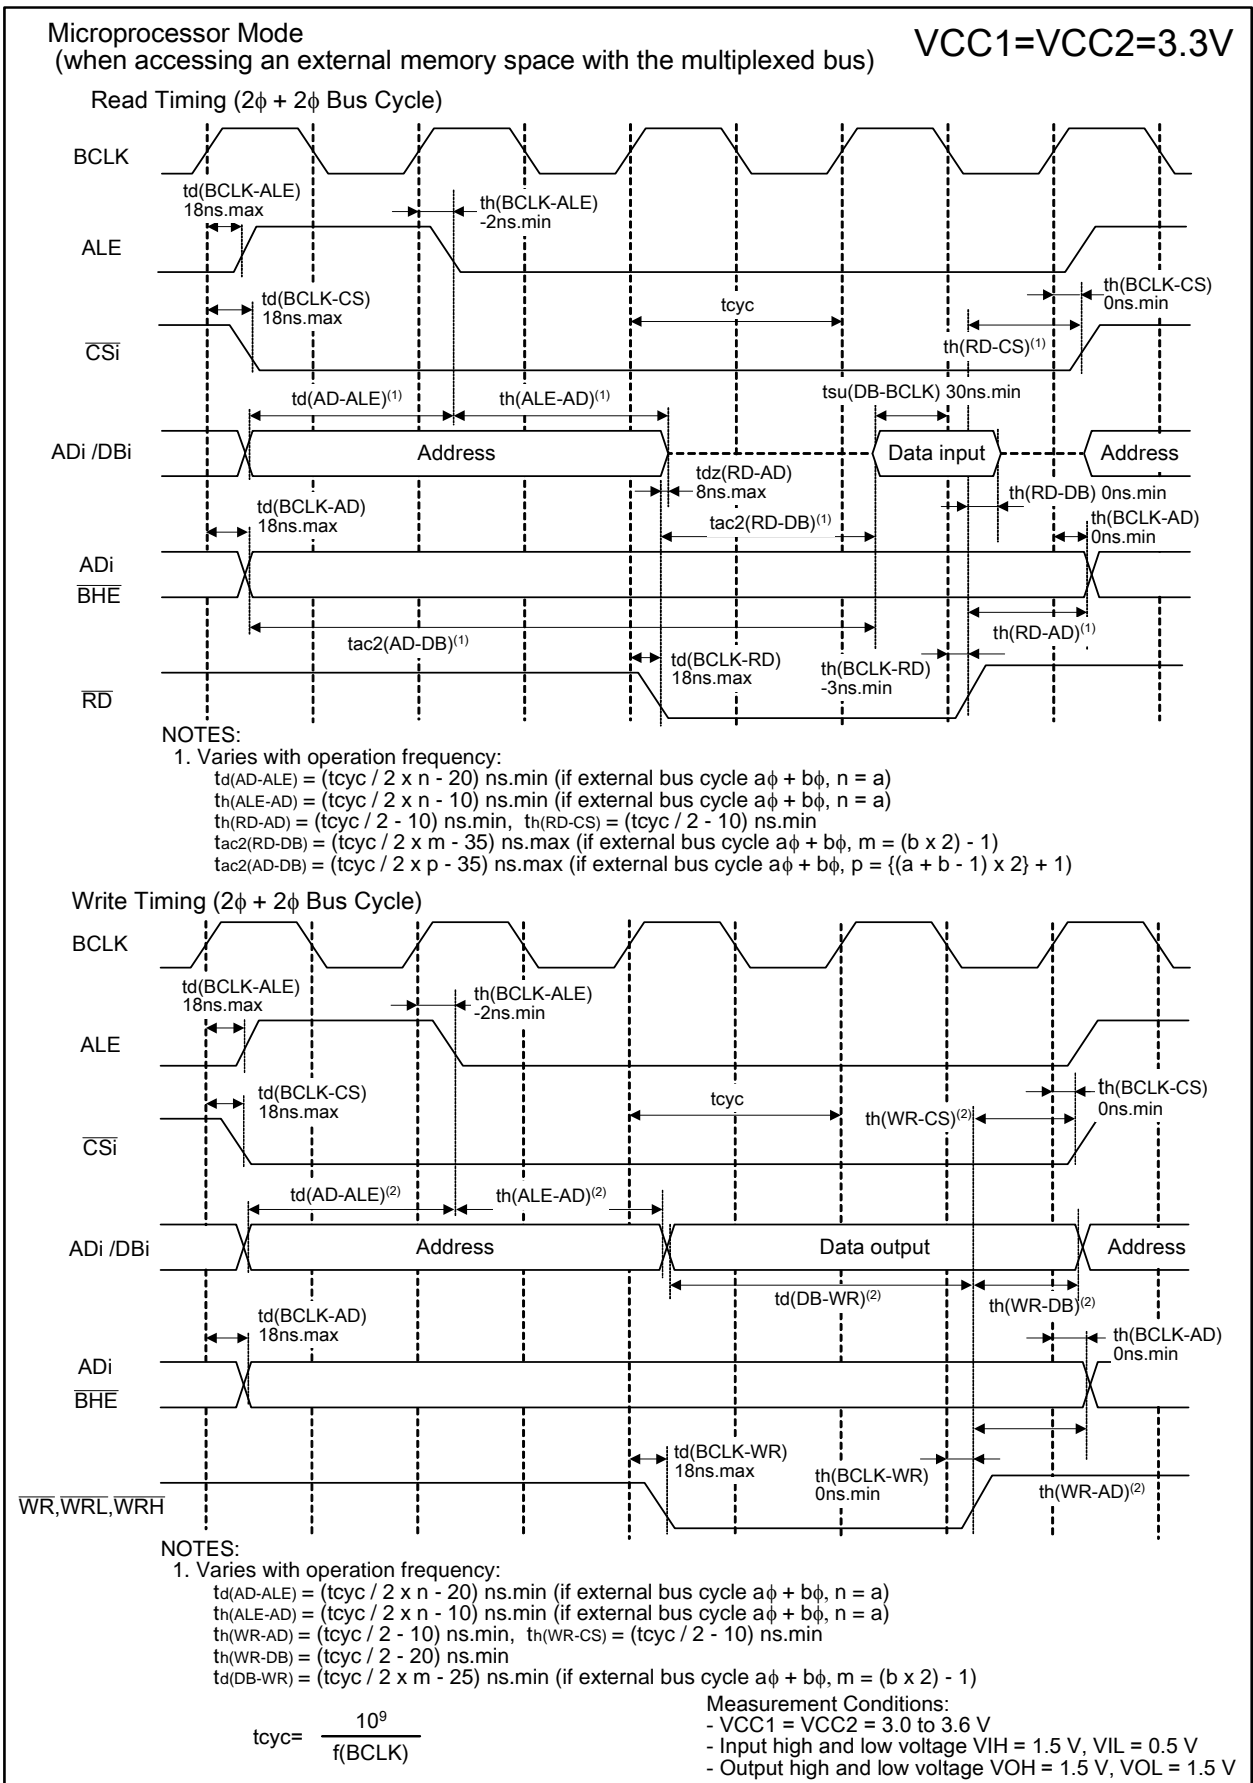 Microprocessor Mode
(when accessing an external memory space with the multiplexed bus)
VCC1=VCC2=3.3V
Read Timing (2ϕ + 2ϕ Bus Cycle)
BCLK
td(BCLK-ALE)
18ns.max
th(BCLK-ALE)
-2ns.min
ALE
td(BCLK-CS)
18ns.max
tcyc
th(BCLK-CS)
0ns.min
CSi
th(RD-CS)(1)
td(AD-ALE)(1)
th(ALE-AD)(1)
tsu(DB-BCLK) 30ns.min
ADi /DBi
Address
Data input
Address
tdz(RD-AD)
8ns.max
th(RD-DB) 0ns.min
td(BCLK-AD)
18ns.max
tac2(RD-DB)(1)
th(BCLK-AD)
0ns.min
ADi
BHE
tac2(AD-DB)(1)
th(RD-AD)(1)
td(BCLK-RD)
18ns.max
th(BCLK-RD)
-3ns.min
RD
NOTES:
1. Varies with operation frequency:
td(AD-ALE) = (tcyc / 2 x n - 20) ns.min (if external bus cycle aϕ + bϕ, n = a)
th(ALE-AD) = (tcyc / 2 x n - 10) ns.min (if external bus cycle aϕ + bϕ, n = a)
th(RD-AD) = (tcyc / 2 - 10) ns.min, th(RD-CS) = (tcyc / 2 - 10) ns.min
tac2(RD-DB) = (tcyc / 2 x m - 35) ns.max (if external bus cycle aϕ + bϕ, m = (b x 2) - 1)
tac2(AD-DB) = (tcyc / 2 x p - 35) ns.max (if external bus cycle aϕ + bϕ, p = {(a + b - 1) x 2} + 1)
Write Timing (2ϕ + 2ϕ Bus Cycle)
BCLK
td(BCLK-ALE)
18ns.max
th(BCLK-ALE)
-2ns.min
ALE
td(BCLK-CS)
18ns.max
tcyc
th(BCLK-CS)
0ns.min
th(WR-CS)(2)
CSi
td(AD-ALE)(2)
th(ALE-AD)(2)
ADi /DBi
Address
Data output
Address
td(DB-WR)(2)
th(WR-DB)(2)
td(BCLK-AD)
18ns.max
th(BCLK-AD)
0ns.min
ADi
BHE
td(BCLK-WR)
18ns.max
th(BCLK-WR)
0ns.min
th(WR-AD)(2)
WR,WRL,WRH
NOTES:
1. Varies with operation frequency:
td(AD-ALE) = (tcyc / 2 x n - 20) ns.min (if external bus cycle aϕ + bϕ, n = a)
th(ALE-AD) = (tcyc / 2 x n - 10) ns.min (if external bus cycle aϕ + bϕ, n = a)
th(WR-AD) = (tcyc / 2 - 10) ns.min, th(WR-CS) = (tcyc / 2 - 10) ns.min
th(WR-DB) = (tcyc / 2 - 20) ns.min
td(DB-WR) = (tcyc / 2 x m - 25) ns.min (if external bus cycle aϕ + bϕ, m = (b x 2) - 1)
tcyc= 10⁹ / f(BCLK)
Measurement Conditions:
- VCC1 = VCC2 = 3.0 to 3.6 V
- Input high and low voltage VIH = 1.5 V, VIL = 0.5 V
- Output high and low voltage VOH = 1.5 V, VOL = 1.5 V